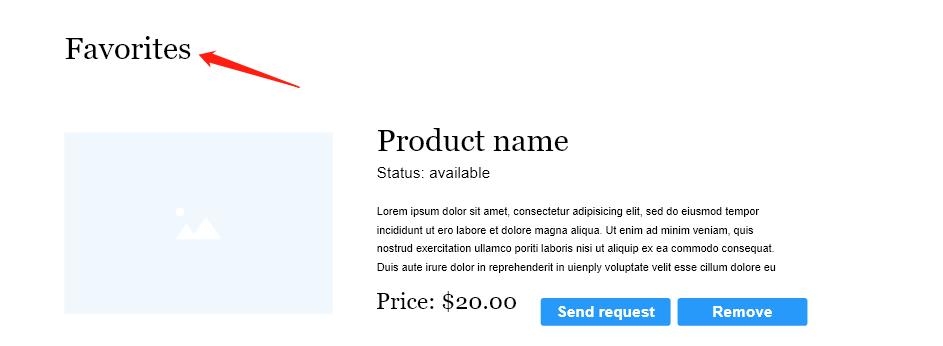 Favorites
Product name
Status: available
Lorem ipsum dolor sit amet, consectetur adipisicing elit, sed do eiusmod tempor
incididunt ut ero labore et dolore magna aliqua. Ut enim ad minim veniam, quis
nostrud exercitation ullamco poriti laboris nisi ut aliquip ex ea commodo consequat.
Duis aute irure dolor in reprehenderit in uienply voluptate velit esse cillum dolore eu
Price: $20.00
Send request
Remove